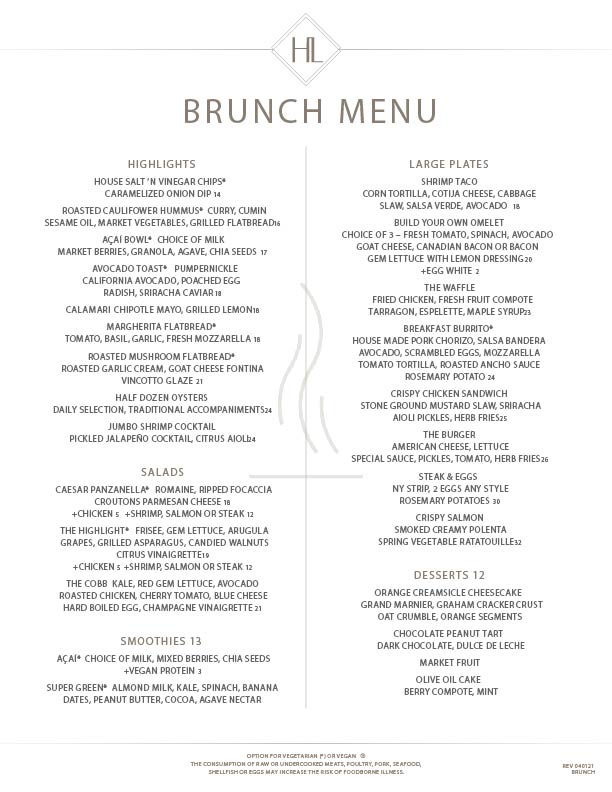 HL
BRUNCH MENU
HIGHLIGHTS
HOUSE SALT 'N VINEGAR CHIPS*
CARAMELIZED ONION DIP 14
ROASTED CAULIFOWER HUMMUS* CURRY, CUMIN
SESAME OIL, MARKET VEGETABLES, GRILLED FLATBREAD16
AÇAÍ BOWL* CHOICE OF MILK
MARKET BERRIES, GRANOLA, AGAVE, CHIA SEEDS 17
AVOCADO TOAST* PUMPERNICKLE
CALIFORNIA AVOCADO, POACHED EGG
RADISH, SRIRACHA CAVIAR 18
CALAMARI CHIPOTLE MAYO, GRILLED LEMON18
MARGHERITA FLATBREAD*
TOMATO, BASIL, GARLIC, FRESH MOZZARELLA 18
ROASTED MUSHROOM FLATBREAD*
ROASTED GARLIC CREAM, GOAT CHEESE FONTINA
VINCOTTO GLAZE 21
HALF DOZEN OYSTERS
DAILY SELECTION, TRADITIONAL ACCOMPANIMENTS24
JUMBO SHRIMP COCKTAIL
PICKLED JALAPEÑO COCKTAIL, CITRUS AIOLI24
SALADS
CAESAR PANZANELLA* ROMAINE, RIPPED FOCACCIA
CROUTONS PARMESAN CHEESE 18
+CHICKEN 5 +SHRIMP, SALMON OR STEAK 12
THE HIGHLIGHT* FRISÉE, GEM LETTUCE, ARUGULA
GRAPES, GRILLED ASPARAGUS, CANDIED WALNUTS
CITRUS VINAIGRETTE19
+CHICKEN 5 +SHRIMP, SALMON OR STEAK 12
THE COBB KALE, RED GEM LETTUCE, AVOCADO
ROASTED CHICKEN, CHERRY TOMATO, BLUE CHEESE
HARD BOILED EGG, CHAMPAGNE VINAIGRETTE 21
SMOOTHIES 13
AÇAÍ* CHOICE OF MILK, MIXED BERRIES, CHIA SEEDS
+VEGAN PROTEIN 3
SUPER GREEN* ALMOND MILK, KALE, SPINACH, BANANA
DATES, PEANUT BUTTER, COCOA, AGAVE NECTAR
LARGE PLATES
SHRIMP TACO
CORN TORTILLA, COTIJA CHEESE, CABBAGE
SLAW, SALSA VERDE, AVOCADO 18
BUILD YOUR OWN OMELET
CHOICE OF 3 – FRESH TOMATO, SPINACH, AVOCADO
GOAT CHEESE, CANADIAN BACON OR BACON
GEM LETTUCE WITH LEMON DRESSING20
+EGG WHITE 2
THE WAFFLE
FRIED CHICKEN, FRESH FRUIT COMPOTE
TARRAGON, ESPELETTE, MAPLE SYRUP23
BREAKFAST BURRITO*
HOUSE MADE PORK CHORIZO, SALSA BANDERA
AVOCADO, SCRAMBLED EGGS, MOZZARELLA
TOMATO TORTILLA, ROASTED ANCHO SAUCE
ROSEMARY POTATO 24
CRISPY CHICKEN SANDWICH
STONE GROUND MUSTARD SLAW, SRIRACHA
AIOLI PICKLES, HERB FRIES25
THE BURGER
AMERICAN CHEESE, LETTUCE
SPECIAL SAUCE, PICKLES, TOMATO, HERB FRIES26
STEAK & EGGS
NY STRIP, 2 EGGS ANY STYLE
ROSEMARY POTATOES 30
CRISPY SALMON
SMOKED CREAMY POLENTA
SPRING VEGETABLE RATATOUILLE32
DESSERTS 12
ORANGE CREAMSICLE CHEESECAKE
GRAND MARNIER, GRAHAM CRACKER CRUST
OAT CRUMBLE, ORANGE SEGMENTS
CHOCOLATE PEANUT TART
DARK CHOCOLATE, DULCE DE LECHE
MARKET FRUIT
OLIVE OIL CAKE
BERRY COMPOTE, MINT
OPTION FOR VEGETARIAN (*) OR VEGAN
THE CONSUMPTION OF RAW OR UNDERCOOKED MEATS, POULTRY, PORK, SEAFOOD,
SHELLFISH OR EGGS MAY INCREASE THE RISK OF FOODBORNE ILLNESS.
REV 040121
BRUNCH